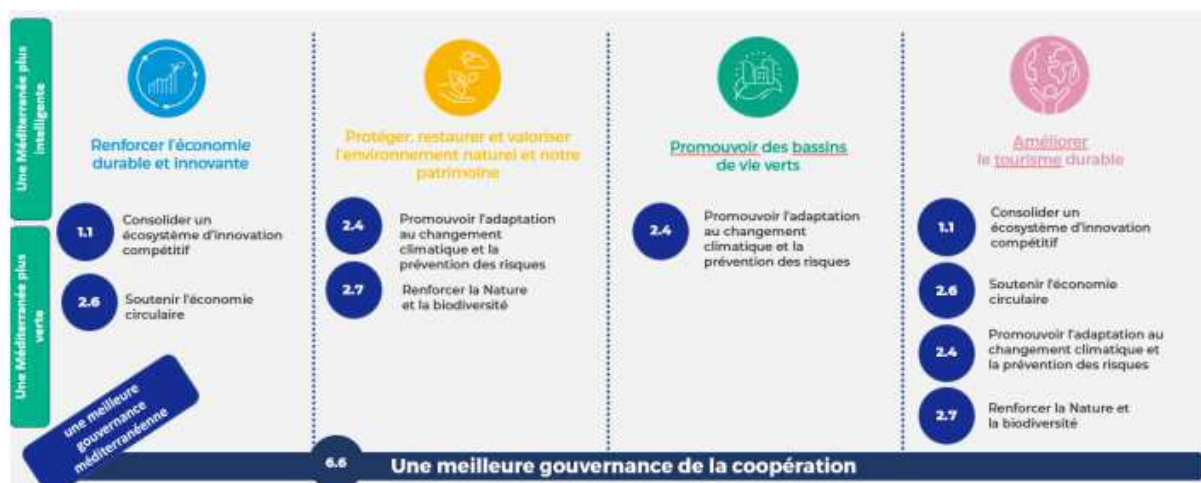 Une Méditerranée plus
intelligente
Une Méditerranée plus
verte
Renforcer l'économie
durable et innovante
1.1
Consolider un
écosystème d'innovation
compétitif
2.6
Soutenir l'économie
circulaire
Protéger, restaurer et valoriser
l'environnement naturel et notre
patrimoine
2.4
Promouvoir l'adaptation
au changement
climatique et la
prévention des risques
2.7
Renforcer la Nature
et la biodiversité
Promouvoir des bassins
de vie verts
2.4
Promouvoir l'adaptation
au changement
climatique et la
prévention des risques
Améliorer
le tourisme durable
1.1
Consolider un
écosystème d'innovation
compétitif
2.6
Soutenir l'économie
circulaire
2.4
Promouvoir l'adaptation au
changement climatique et
la prévention des risques
2.7
Renforcer la Nature et
la biodiversité
une meilleure
gouvernance
méditerranéenne
6.6
Une meilleure gouvernance de la coopération